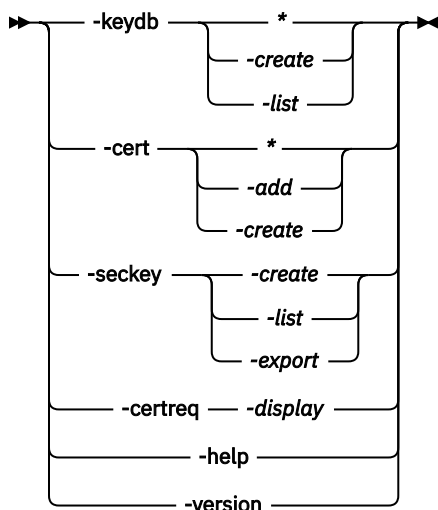 -keydb *
-create
-list
-cert *
-add
-create
-seckey -create
-list
-export
-certreq -display
-help
-version